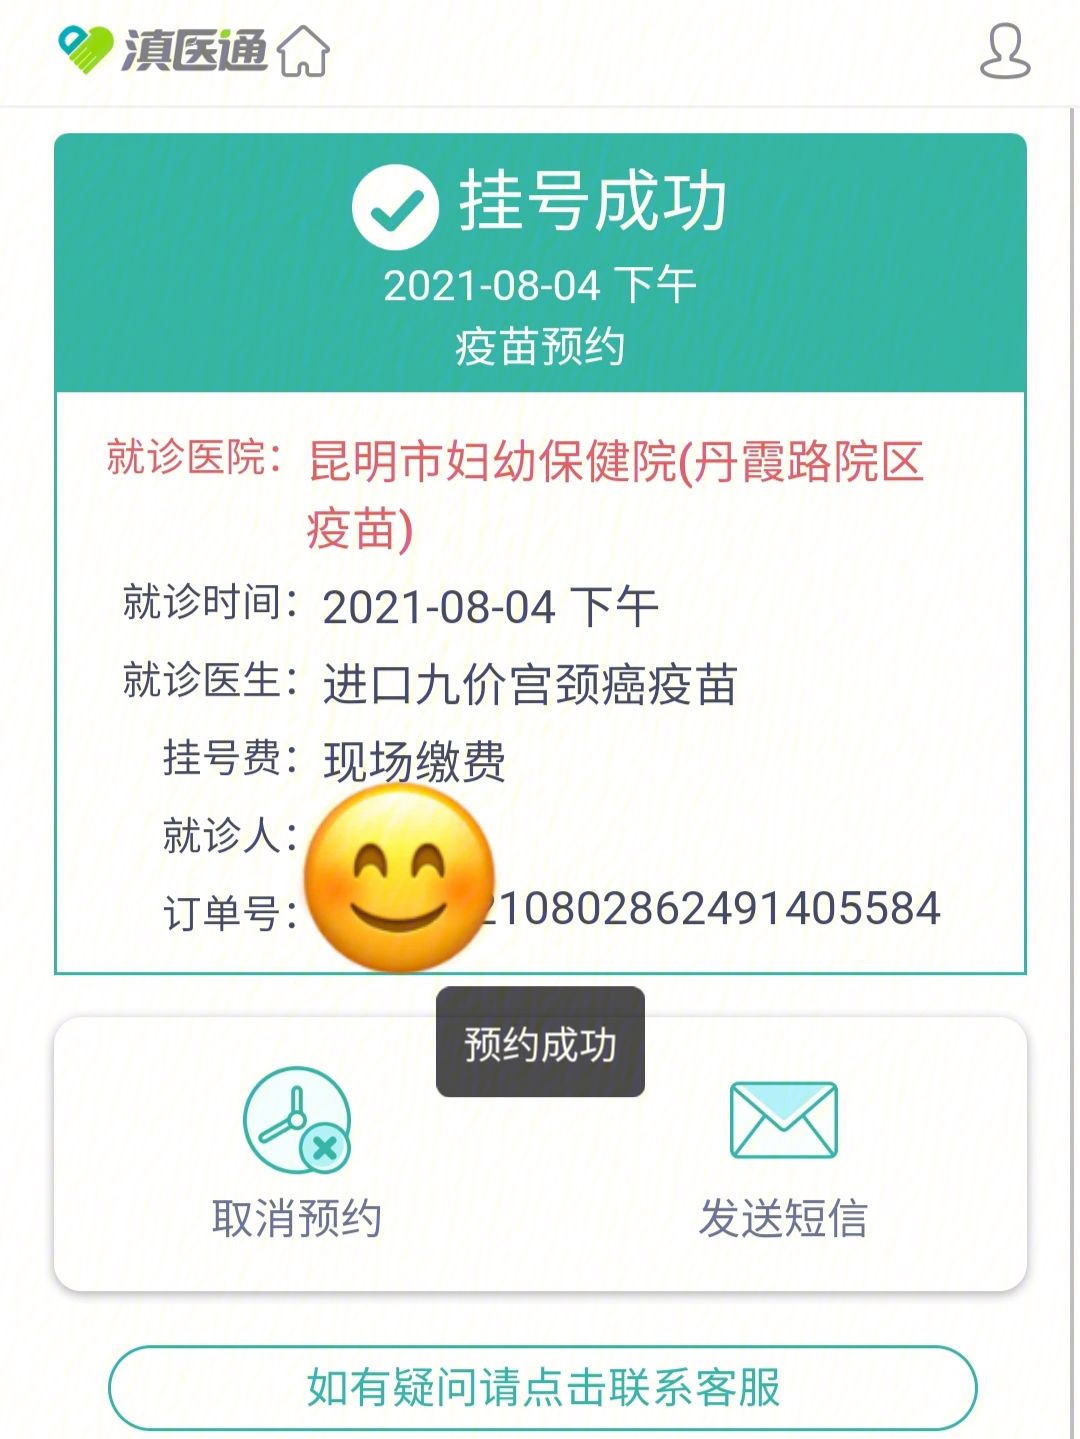 滇医通
挂号成功
2021-08-04 下午
疫苗预约
就诊医院： 昆明市妇幼保健院(丹霞路院区
疫苗)
就诊时间： 2021-08-04 下午
就诊医生： 进口九价宫颈癌疫苗
挂号费： 现场缴费
就诊人：
订单号： 210802862491405584
预约成功
取消预约 发送短信
如有疑问请点击联系客服